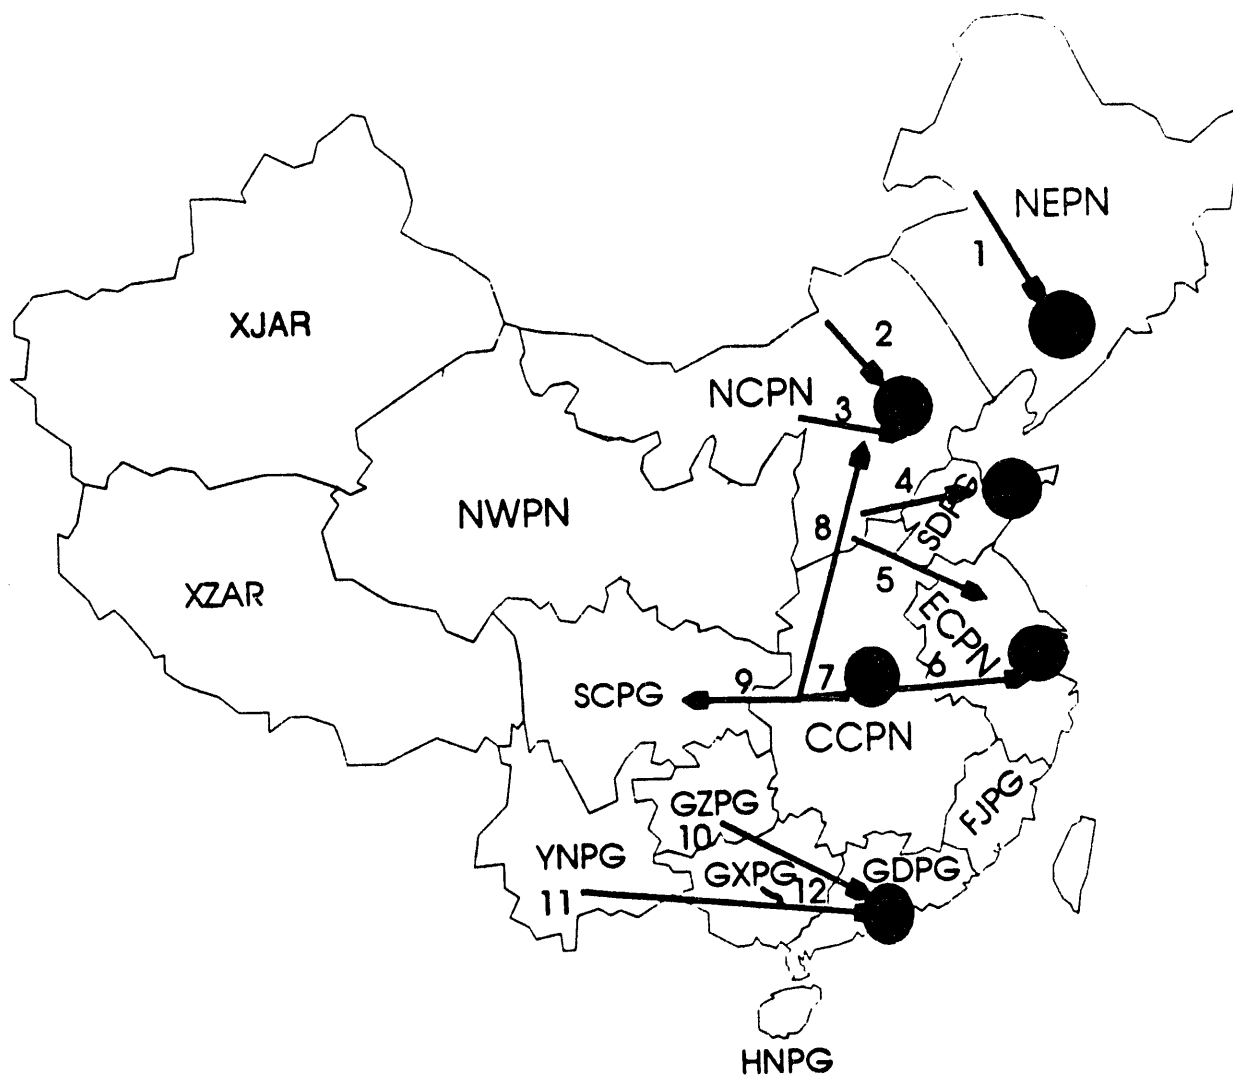 NEPN
1
XJAR
2
NCPN
3
NWPN
4
SDPG
8
XZAR
5
ECPN
SCPG
9
7
6
CCPN
GZPG
10
FJPG
YNPG
GXPG
GDPG
11
12
HNPG